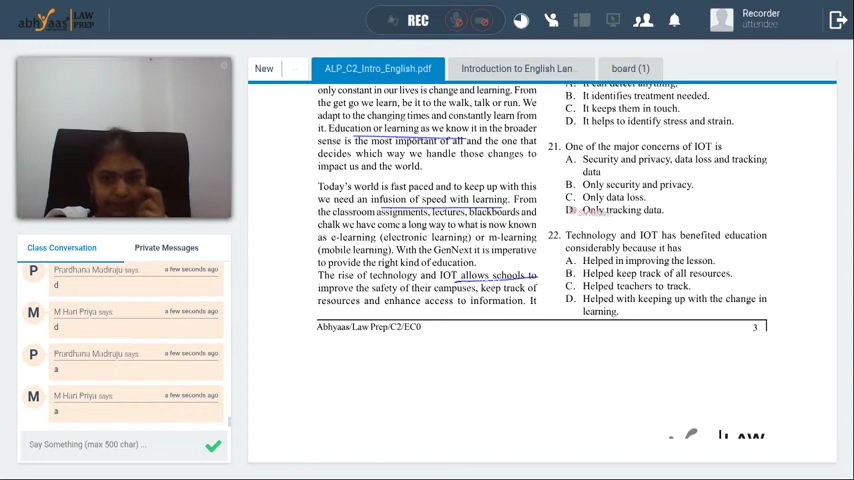 abhyaas LAW PREP
REC
Recorder
attendee
New
ALP_C2_Intro_English.pdf
Introduction to English Lan..
board (1)
only constant in our lives is change and learning. From
the get go we learn, be it to the walk, talk or run. We
adapt to the changing times and constantly learn from
it. Education or learning as we know it in the broader
sense is the most important of all and the one that
decides which way we handle those changes to
impact us and the world.
Today's world is fast paced and to keep up with this
we need an infusion of speed with learning. From
the classroom assignments, lectures, blackboards and
chalk we have come a long way to what is now known
as e-learning (electronic learning) or m-learning
(mobile learning). With the GenNext it is imperative
to provide the right kind of education.
The rise of technology and IOT allows schools to
improve the safety of their campuses, keep track of
resources and enhance access to information. It
A. It can detect anything.
B. It identifies treatment needed.
C. It keeps them in touch.
D. It helps to identify stress and strain.
21. One of the major concerns of IOT is
A. Security and privacy, data loss and tracking
data
B. Only security and privacy.
C. Only data loss.
D. Only tracking data.
22. Technology and IOT has benefited education
considerably because it has
A. Helped in improving the lesson.
B. Helped keep track of all resources.
C. Helped teachers to track.
D. Helped with keeping up with the change in
learning.
Abhyaas/Law Prep/C2/EC0
3
LAW
Class Conversation
Private Messages
P
Prardhana Madiraju says:
a few seconds ago
d
M
M Hari Priya says:
a few seconds ago
d
P
Prardhana Madiraju says:
a few seconds ago
a
M
M Hari Priya says:
a few seconds ago
a
Say Something (max 500 char) ...